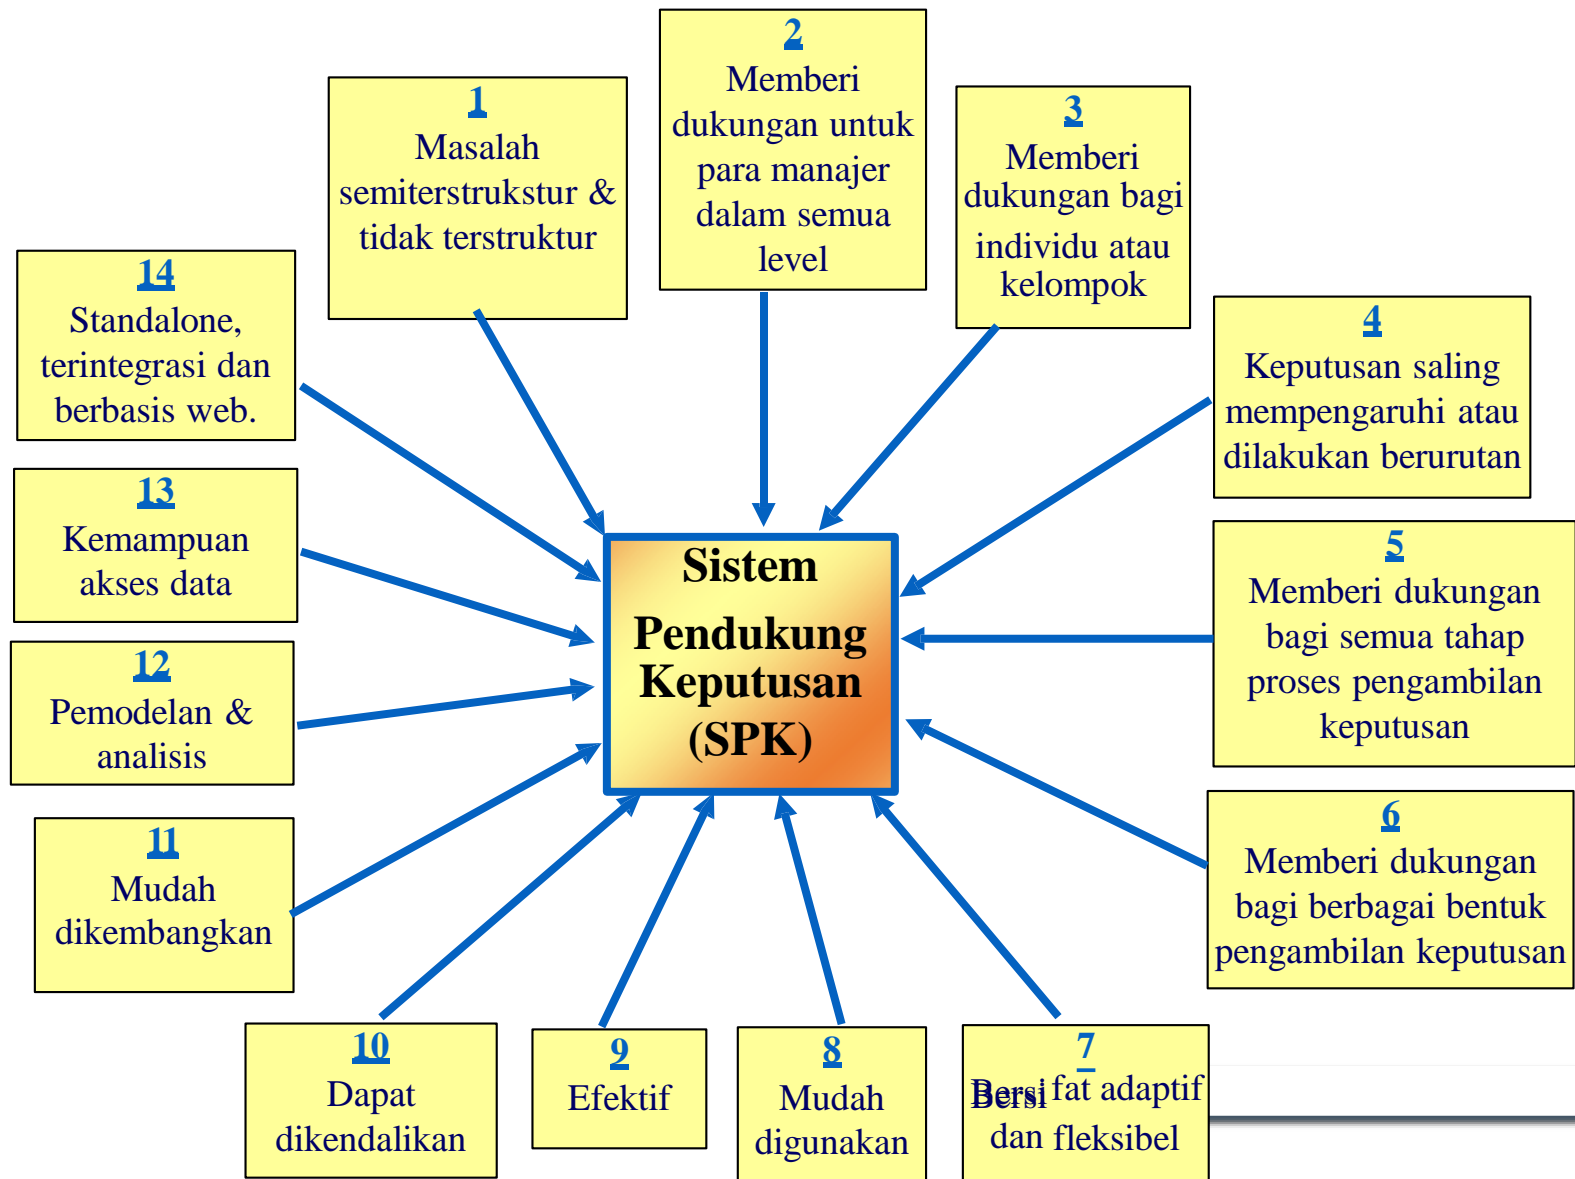 1
Masalah
semiterstrukstur &
tidak terstruktur
2
Memberi
dukungan untuk
para manajer
dalam semua
level
3
Memberi
dukungan bagi
individu atau
kelompok
4
Keputusan saling
mempengaruhi atau
dilakukan berurutan
5
Memberi dukungan
bagi semua tahap
proses pengambilan
keputusan
6
Memberi dukungan
bagi berbagai bentuk
pengambilan keputusan
7
Bersifat adaptif
dan fleksibel
8
Mudah
digunakan
9
Efektif
10
Dapat
dikendalikan
11
Mudah
dikembangkan
12
Pemodelan &
analisis
13
Kemampuan
akses data
14
Standalone,
terintegrasi dan
berbasis web.
Sistem
Pendukung
Keputusan
(SPK)